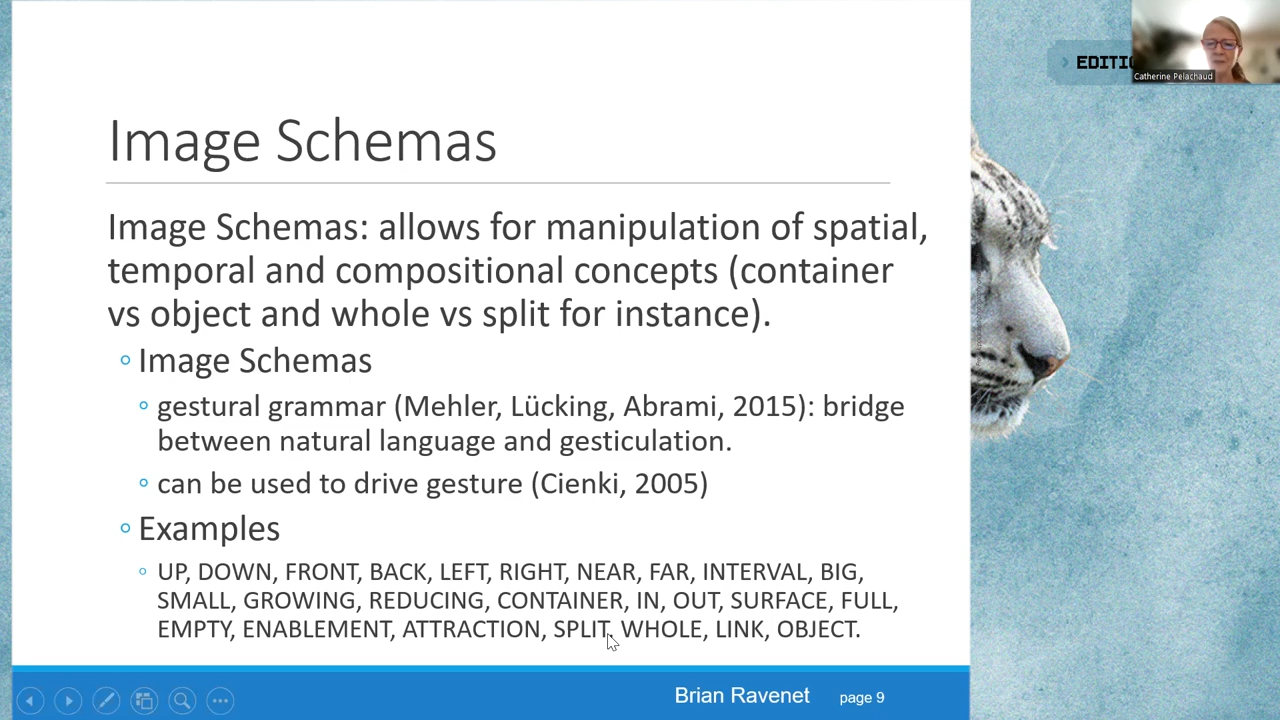 EDITIO
Catherine Pelachaud
Image Schemas
Image Schemas: allows for manipulation of spatial,
temporal and compositional concepts (container
vs object and whole vs split for instance).
Image Schemas
gestural grammar (Mehler, Lücking, Abrami, 2015): bridge
between natural language and gesticulation.
can be used to drive gesture (Cienki, 2005)
Examples
UP, DOWN, FRONT, BACK, LEFT, RIGHT, NEAR, FAR, INTERVAL, BIG,
SMALL, GROWING, REDUCING, CONTAINER, IN, OUT, SURFACE, FULL,
EMPTY, ENABLEMENT, ATTRACTION, SPLIT, WHOLE, LINK, OBJECT.
Brian Ravenet page 9